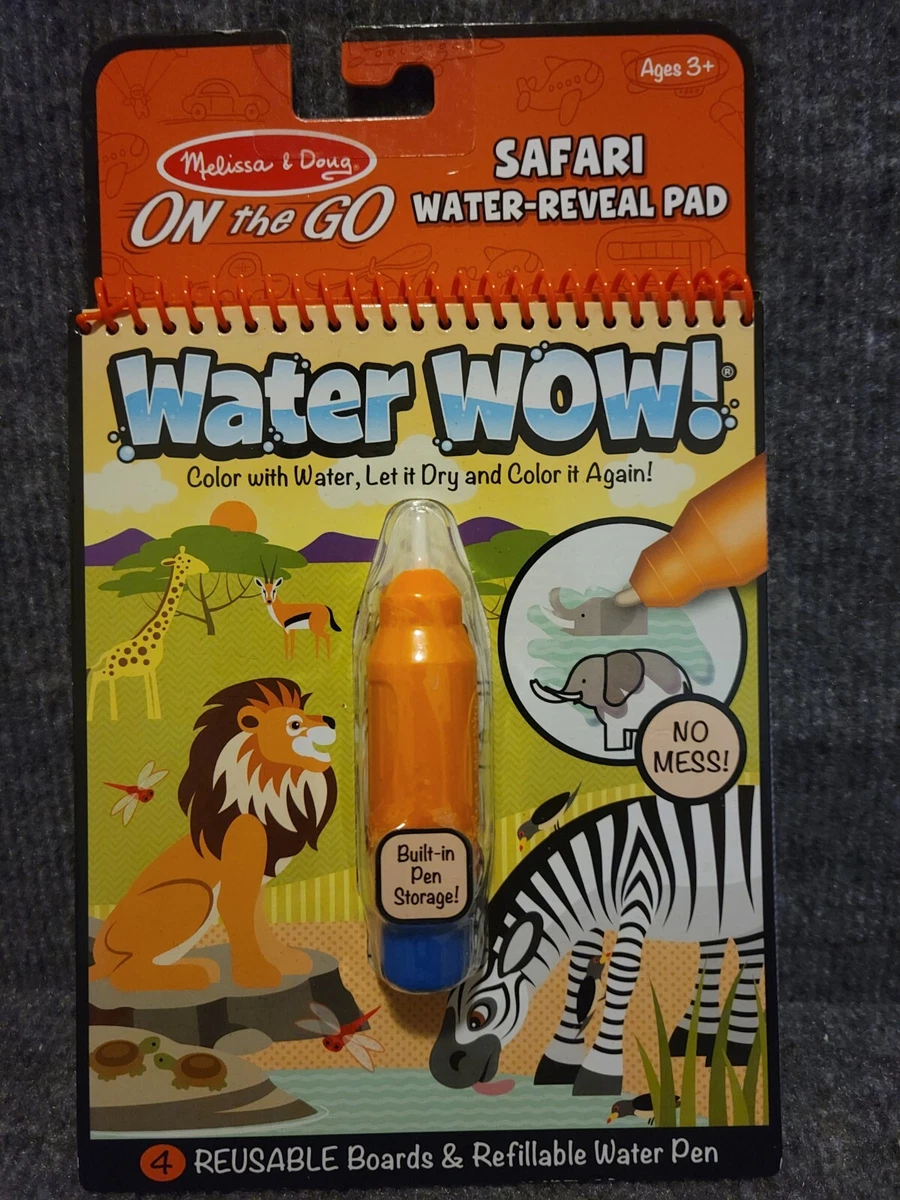 Ages 3+
Melissa & Doug
ON the GO
SAFARI
WATER-REVEAL PAD
Water WOW!®
Color with Water, Let it Dry and Color it Again!
NO
MESS!
Built-in
Pen
Storage!
4 REUSABLE Boards & Refillable Water Pen